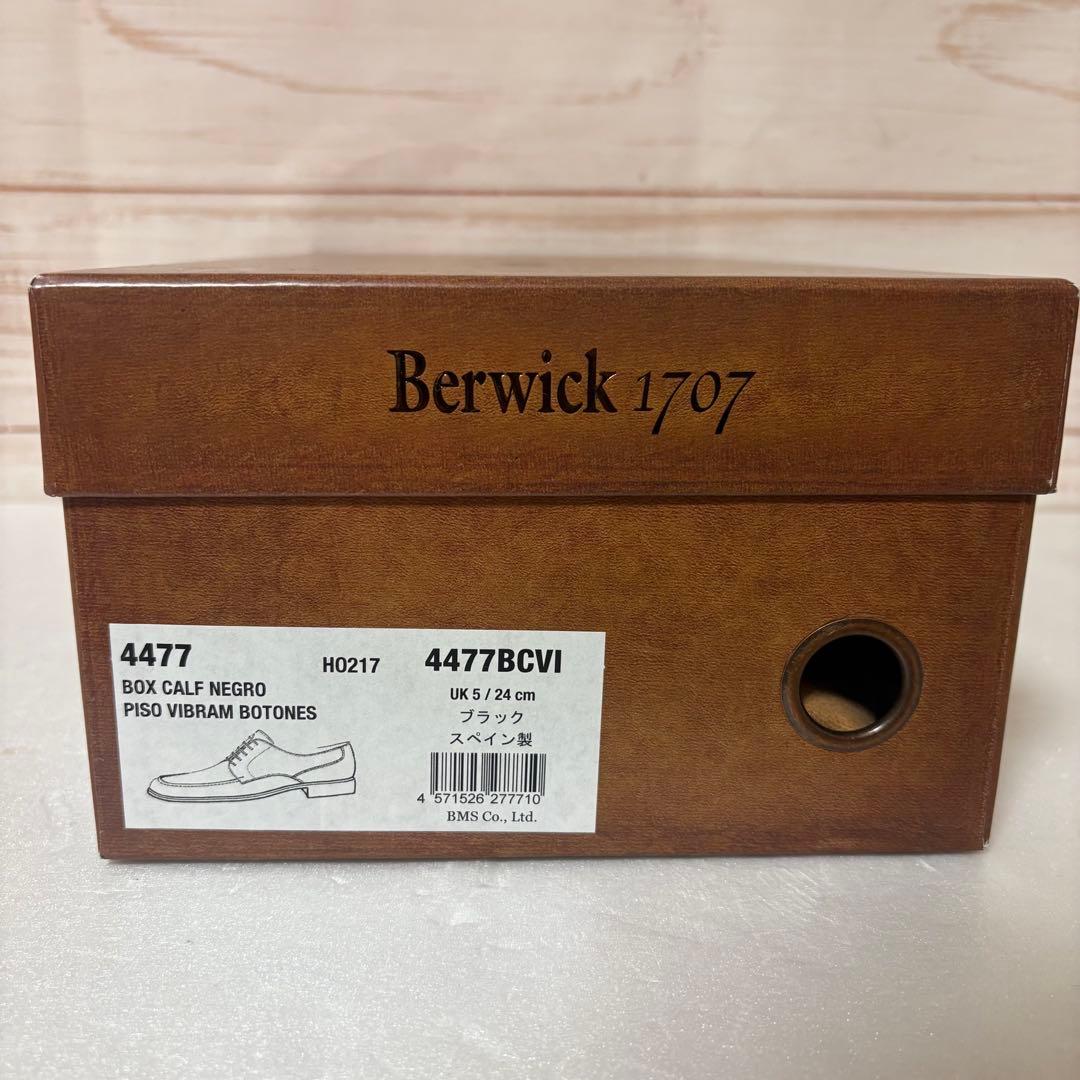 Berwick 1707
4477 HO217 4477BCVI
BOX CALF NEGRO
PISO VIBRAM BOTONES
UK 5 / 24 cm
ブラック
スペイン製
4 571526 277710
BMS Co., Ltd.